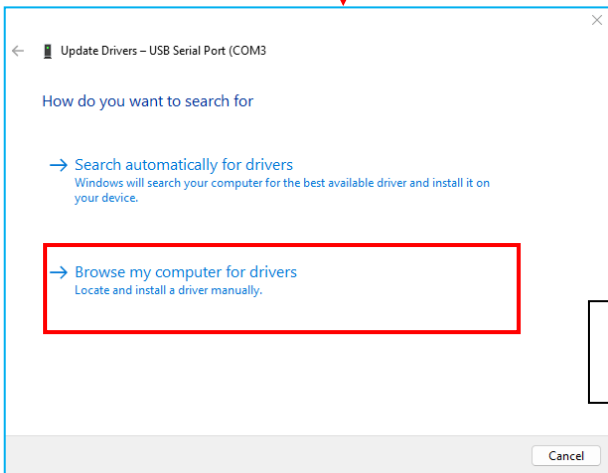 Update Drivers – USB Serial Port (COM3
How do you want to search for
Search automatically for drivers
Windows will search your computer for the best available driver and install it on
your device.
Browse my computer for drivers
Locate and install a driver manually.
Cancel